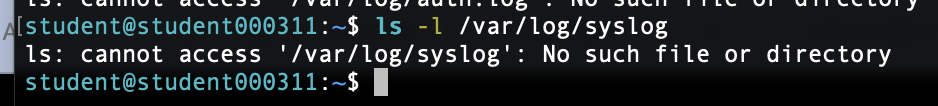 ls: cannot access '/var/log/auth.log': No such file or directory
student@student000311:~$ ls -l /var/log/syslog
ls: cannot access '/var/log/syslog': No such file or directory
student@student000311:~$